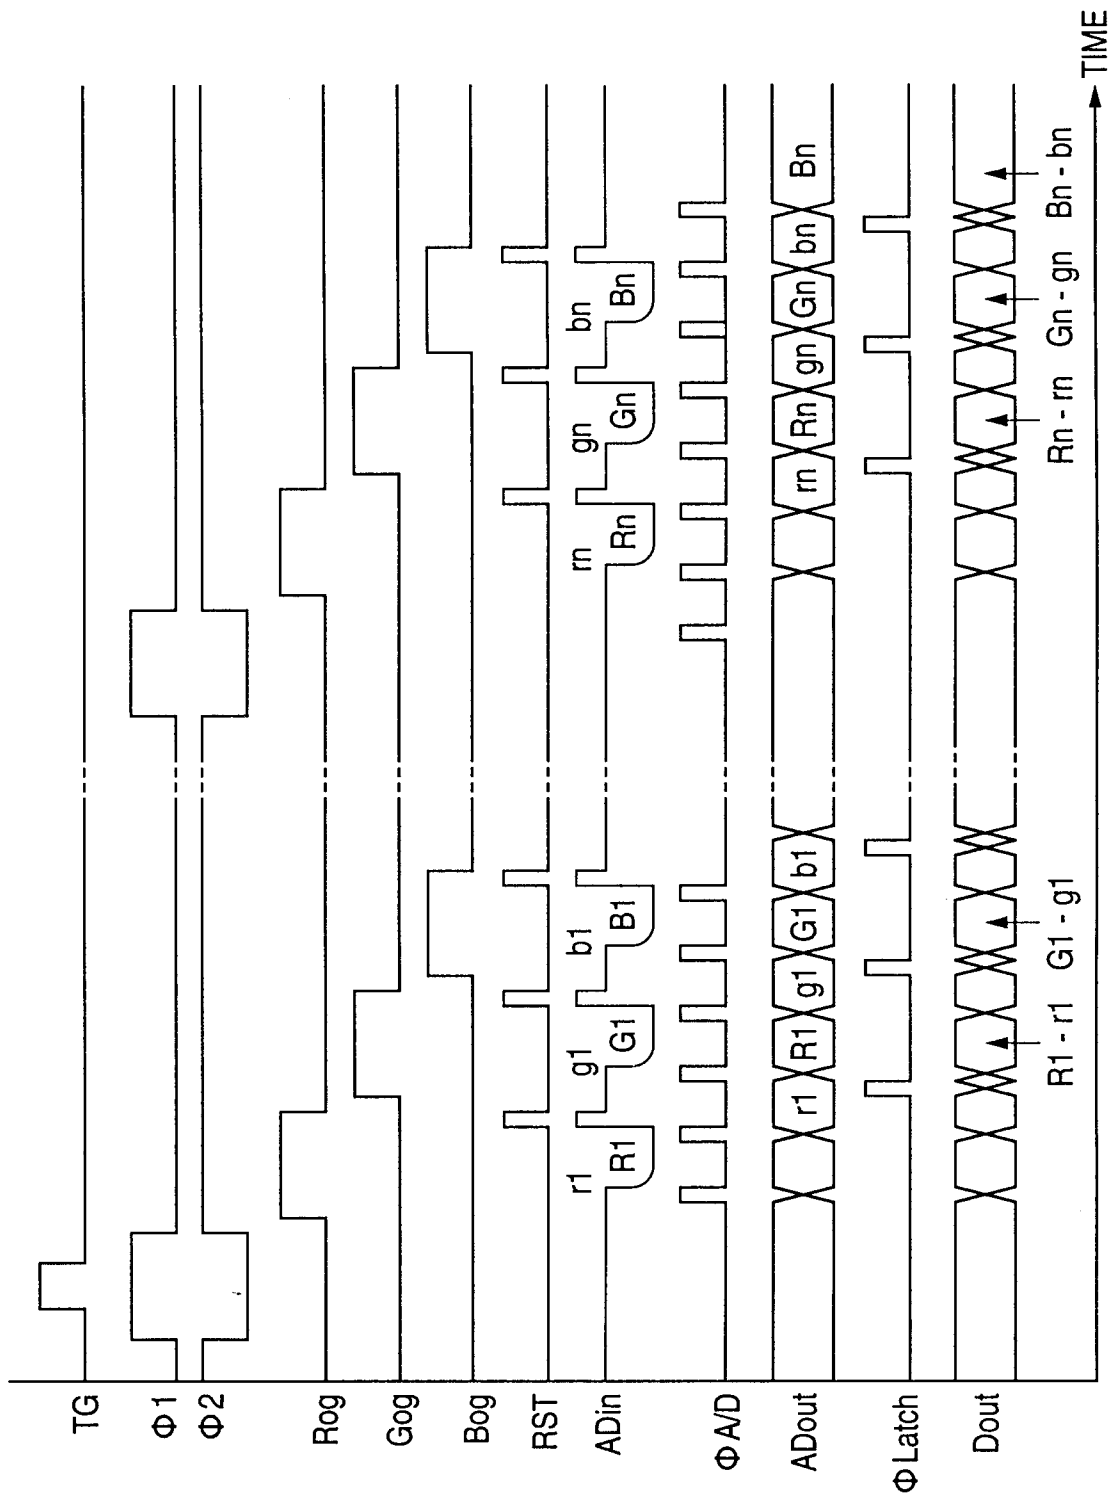 TG
Φ1
Φ2
Rog
Gog
Bog
RST
ADin
r1 g1 b1 rn gn bn
R1 G1 B1 Rn Gn Bn
ΦA/D
ADout
r1 R1 g1 G1 b1 rn Rn gn Gn bn Bn
ΦLatch
Dout
R1 - r1 G1 - g1 Rn - rn Gn - gn Bn - bn
TIME